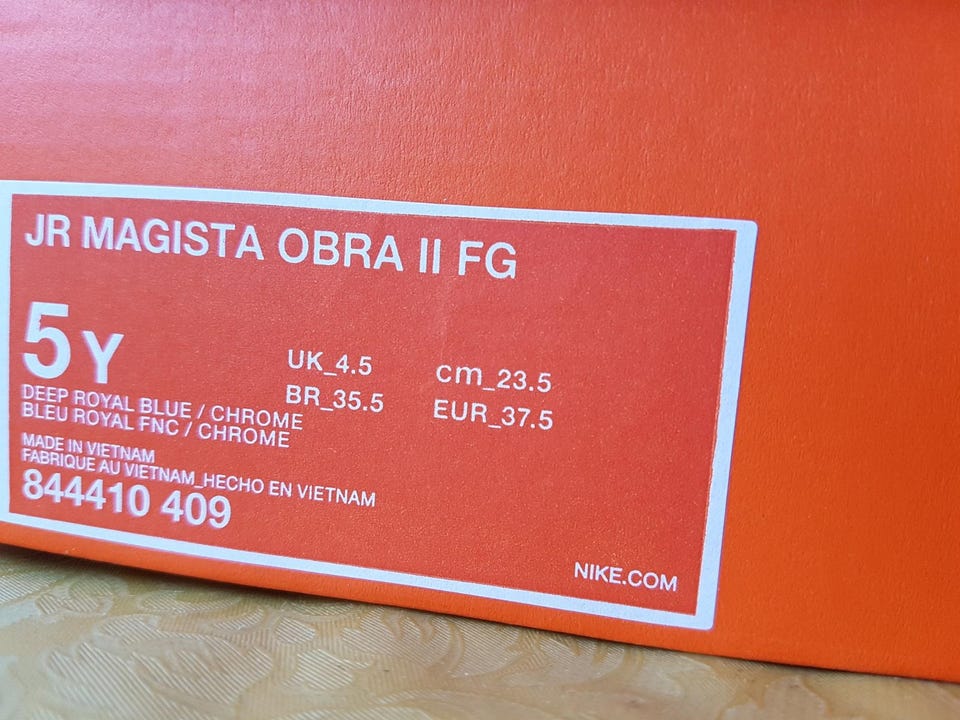 JR MAGISTA OBRA II FG
5 Y
UK_4.5 cm_23.5
BR_35.5 EUR_37.5
DEEP ROYAL BLUE / CHROME
BLEU ROYAL FNC / CHROME
MADE IN VIETNAM
FABRIQUE AU VIETNAM_HECHO EN VIETNAM
844410 409
NIKE.COM